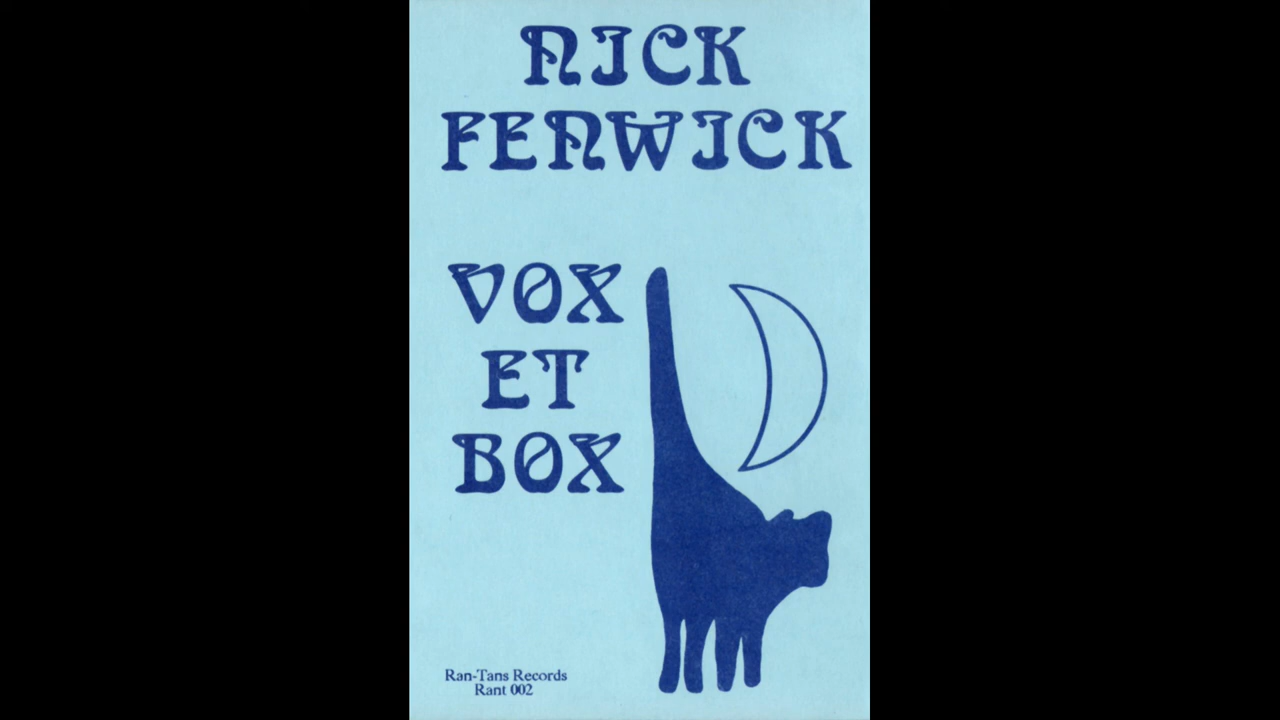 NICK
FENWICK
VOX
ET
BOX
Ran-Tans Records
Rant 002